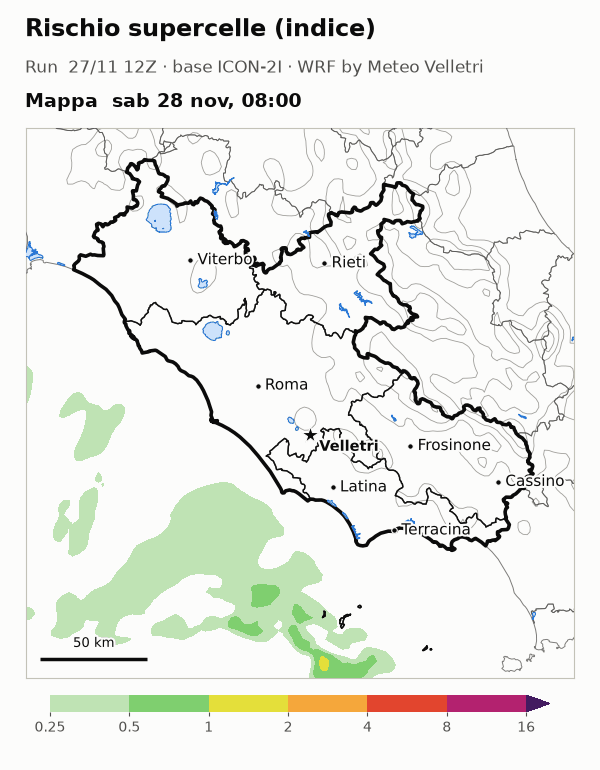 Rischio supercelle (indice)
Run  27/11 12Z · base ICON-2I · WRF by Meteo Velletri
Mappa  sab 28 nov, 08:00
Viterbo
Rieti
Roma
Velletri
Frosinone
Latina
Cassino
Terracina
50 km
0.25 0.5 1 2 4 8 16